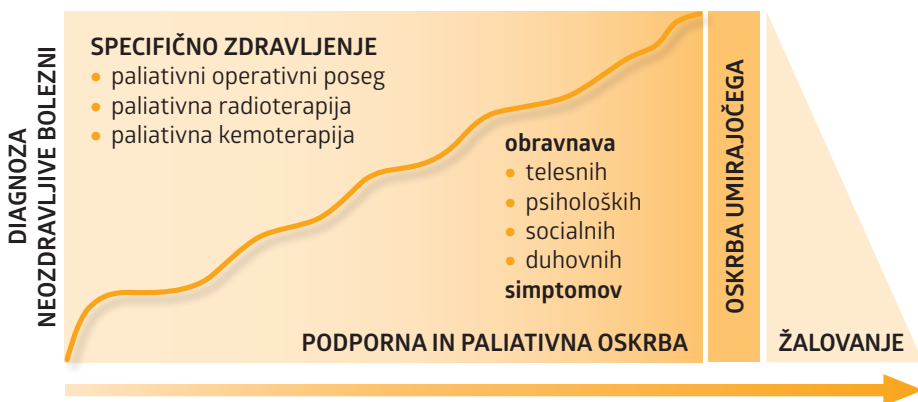 DIAGNOZA
NEOZDRAVLJIVE BOLEZNI
SPECIFIČNO ZDRAVLJENJE
• paliativni operativni poseg
• paliativna radioterapija
• paliativna kemoterapija
obravnava
• telesnih
• psiholoških
• socialnih
• duhovnih
simptomov
PODPORNA IN PALIATIVNA OSKRBA
OSKRBA UMIRAJOČEGA
ŽALOVANJE